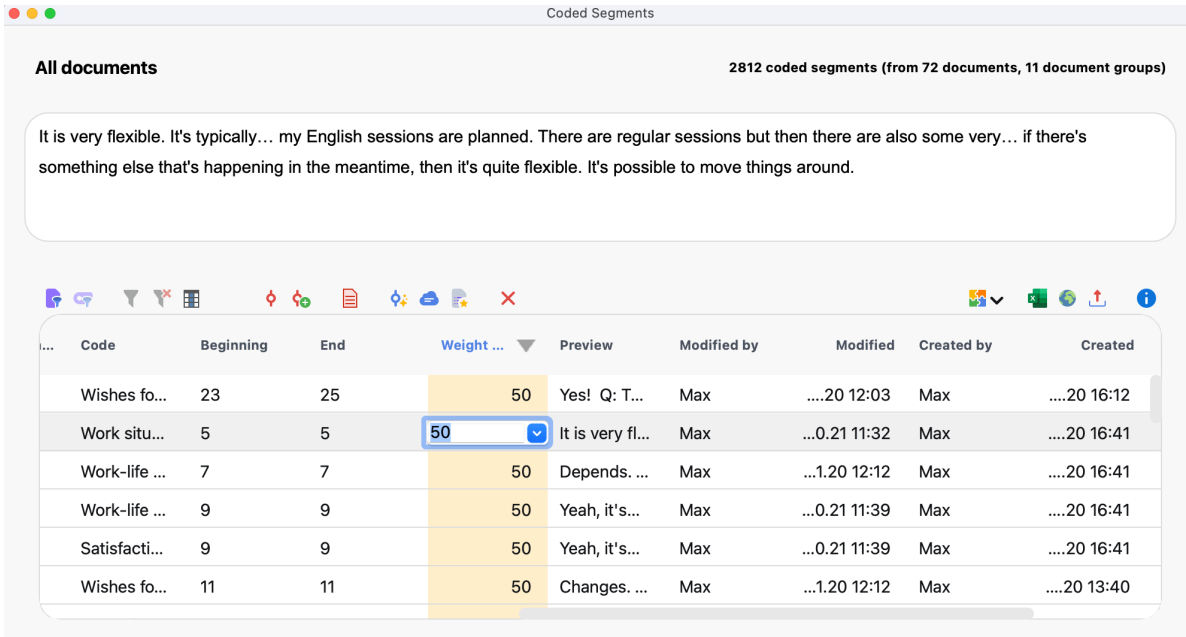 Coded Segments
All documents
2812 coded segments (from 72 documents, 11 document groups)
It is very flexible. It's typically… my English sessions are planned. There are regular sessions but then there are also some very… if there's
something else that's happening in the meantime, then it's quite flexible. It's possible to move things around.
... Code Beginning End Weight ... Preview Modified by Modified Created by Created
Wishes fo... 23 25 50 Yes! Q: T... Max ....20 12:03 Max ....20 16:12
Work situ... 5 5 50 It is very fl... Max ...0.21 11:32 Max ....20 16:41
Work-life ... 7 7 50 Depends. ... Max ...1.20 12:12 Max ....20 16:41
Work-life ... 9 9 50 Yeah, it's... Max ...0.21 11:39 Max ....20 16:41
Satisfacti... 9 9 50 Yeah, it's... Max ...0.21 11:39 Max ....20 16:41
Wishes fo... 11 11 50 Changes. ... Max ...1.20 12:12 Max ....20 13:40